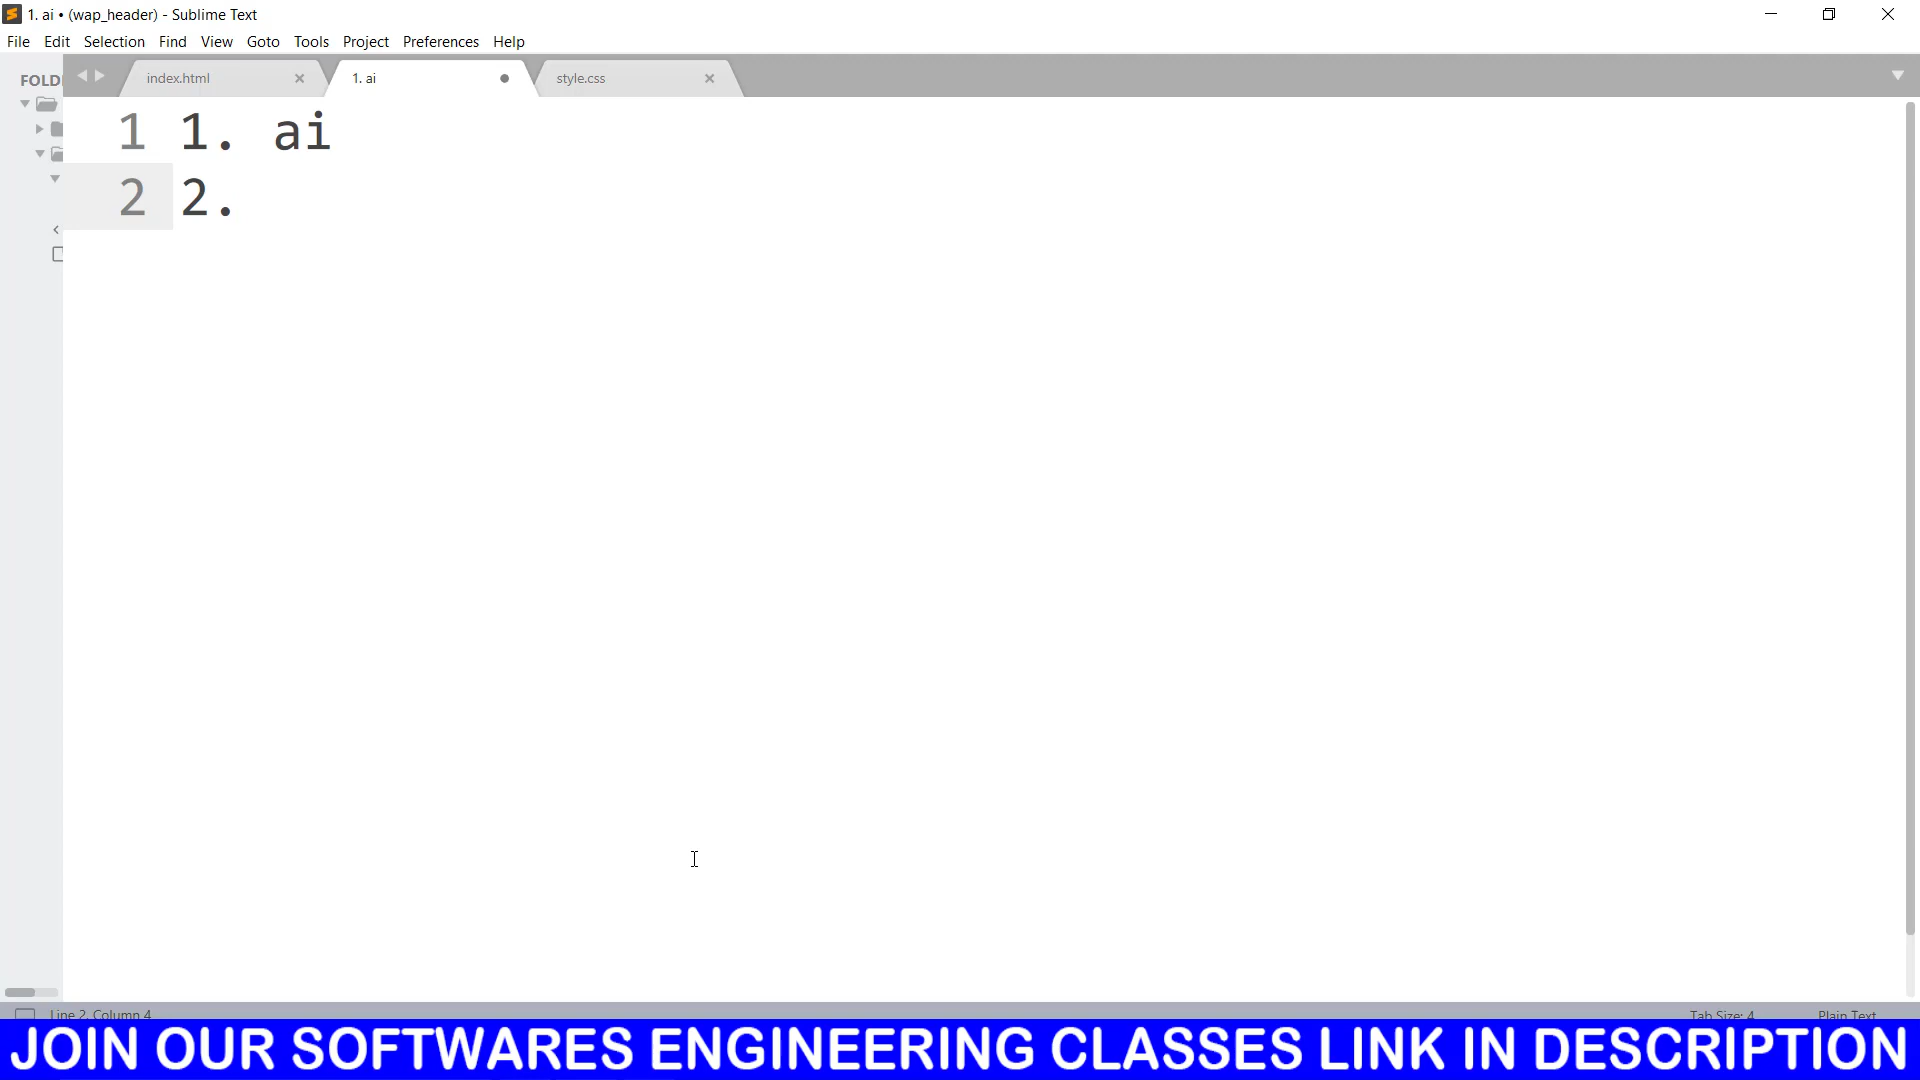 1. ai • (wap_header) - Sublime Text
File Edit Selection Find View Goto Tools Project Preferences Help
FOLD
index.html
1. ai
style.css
1 1. ai
2 2.
Line 2, Column 4
Tab Size: 4
Plain Text
JOIN OUR SOFTWARES ENGINEERING CLASSES LINK IN DESCRIPTION